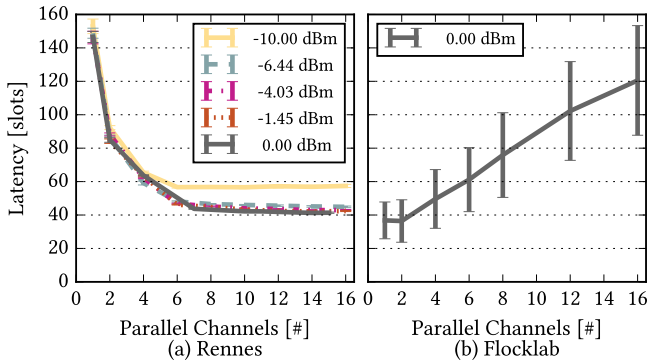 160
140
120
100
80
60
40
20
0
Latency [slots]
-10.00 dBm
-6.44 dBm
-4.03 dBm
-1.45 dBm
0.00 dBm
0 2 4 6 8 10 12 14 16
Parallel Channels [#]
(a) Rennes
0.00 dBm
0 2 4 6 8 10 12 14 16
Parallel Channels [#]
(b) Flocklab